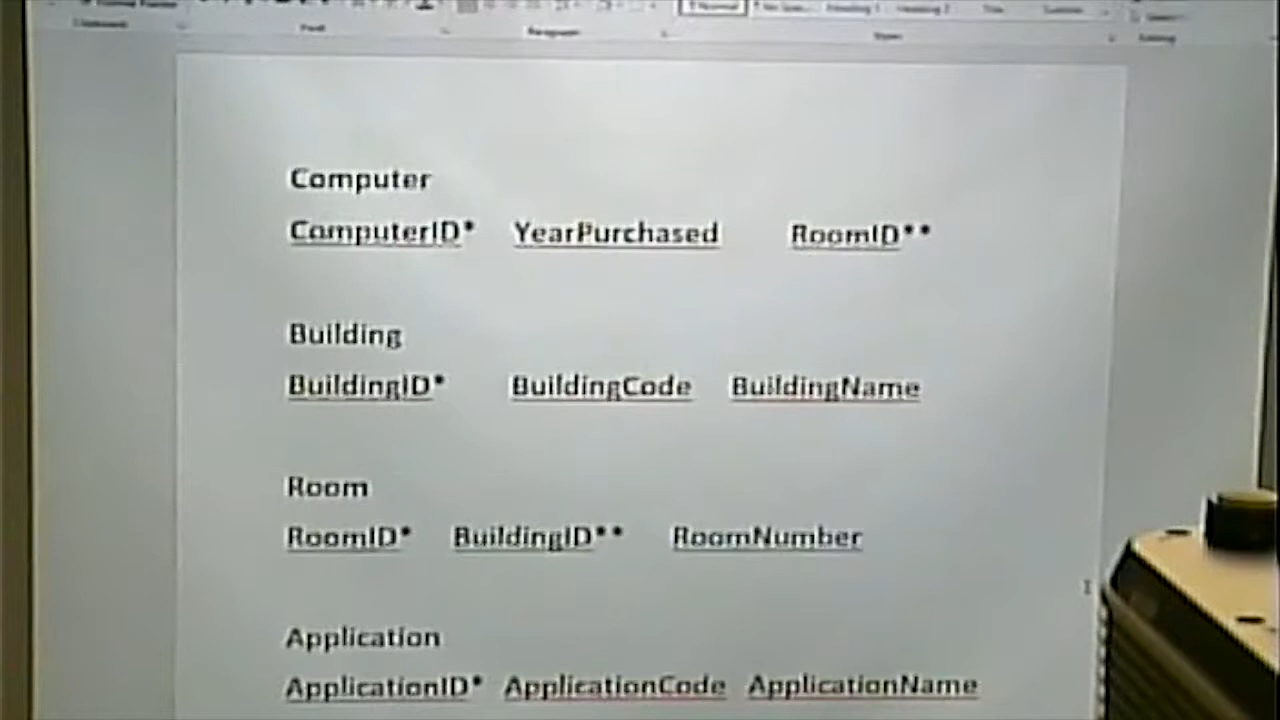 Computer
ComputerID* YearPurchased RoomID**
Building
BuildingID* BuildingCode BuildingName
Room
RoomID* BuildingID** RoomNumber
Application
ApplicationID* ApplicationCode ApplicationName